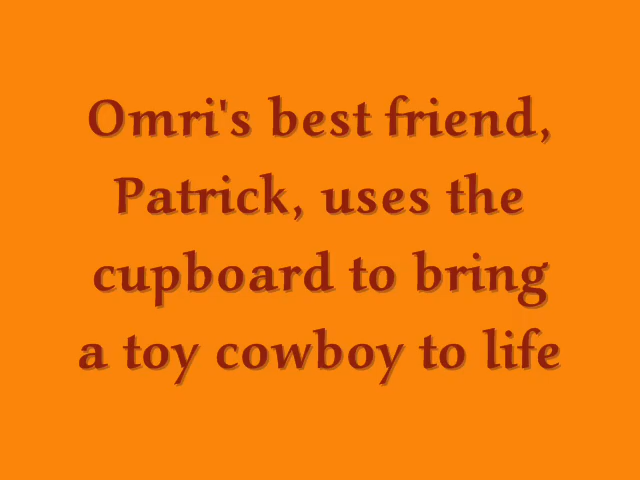 Omri's best friend,
Patrick, uses the
cupboard to bring
a toy cowboy to life